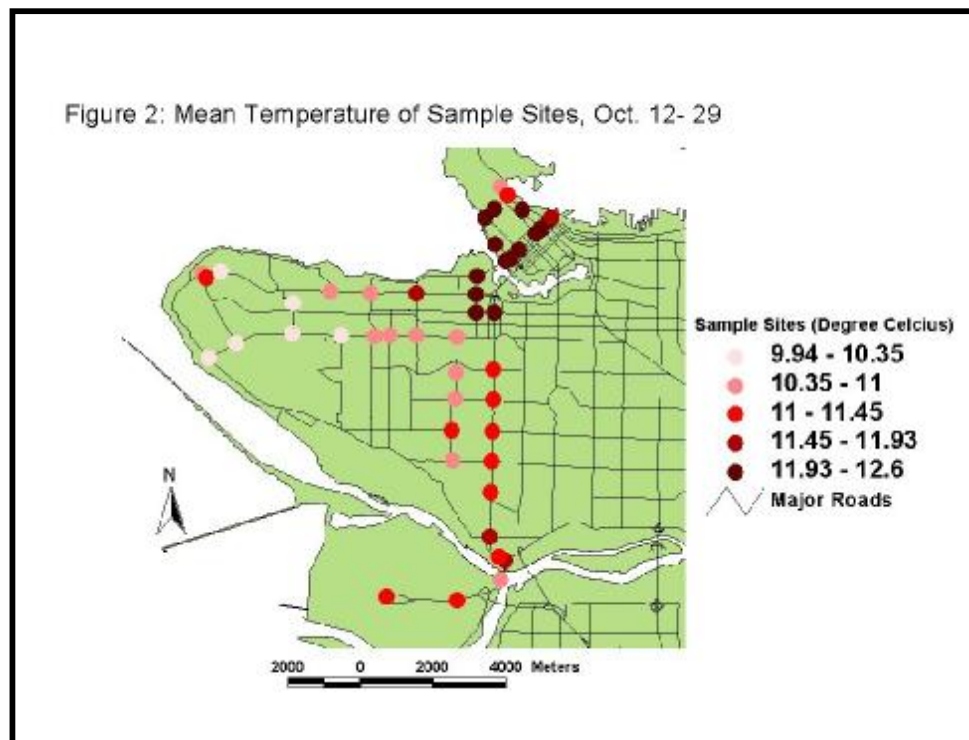 Figure 2: Mean Temperature of Sample Sites, Oct. 12- 29
Sample Sites (Degree Celcius)
9.94 - 10.35
10.35 - 11
11 - 11.45
11.45 - 11.93
11.93 - 12.6
Major Roads
N
2000 0 2000 4000 Meters